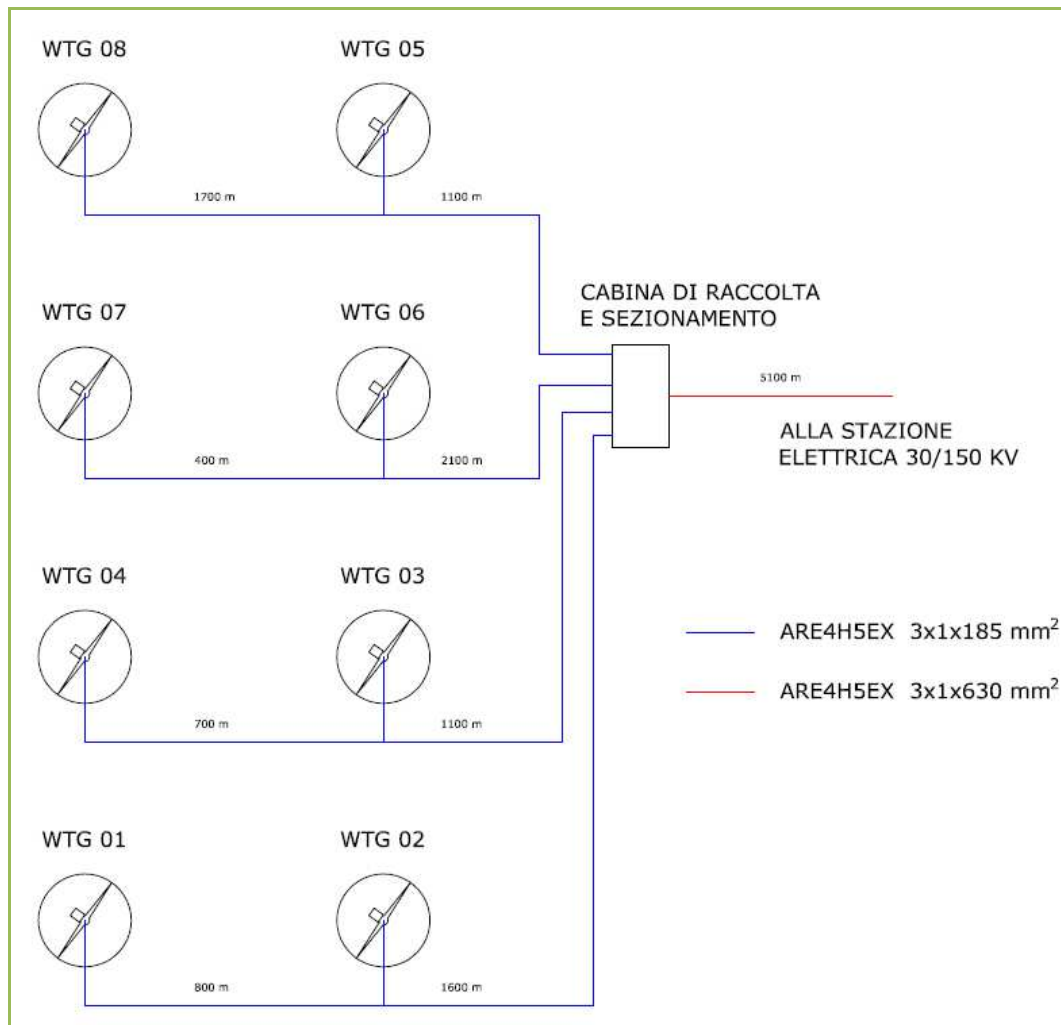 WTG 08
WTG 05
1700 m
1100 m
WTG 07
WTG 06
CABINA DI RACCOLTA
E SEZIONAMENTO
5100 m
ALLA STAZIONE
ELETTRICA 30/150 KV
400 m
2100 m
WTG 04
WTG 03
ARE4H5EX 3x1x185 mm²
ARE4H5EX 3x1x630 mm²
700 m
1100 m
WTG 01
WTG 02
800 m
1600 m